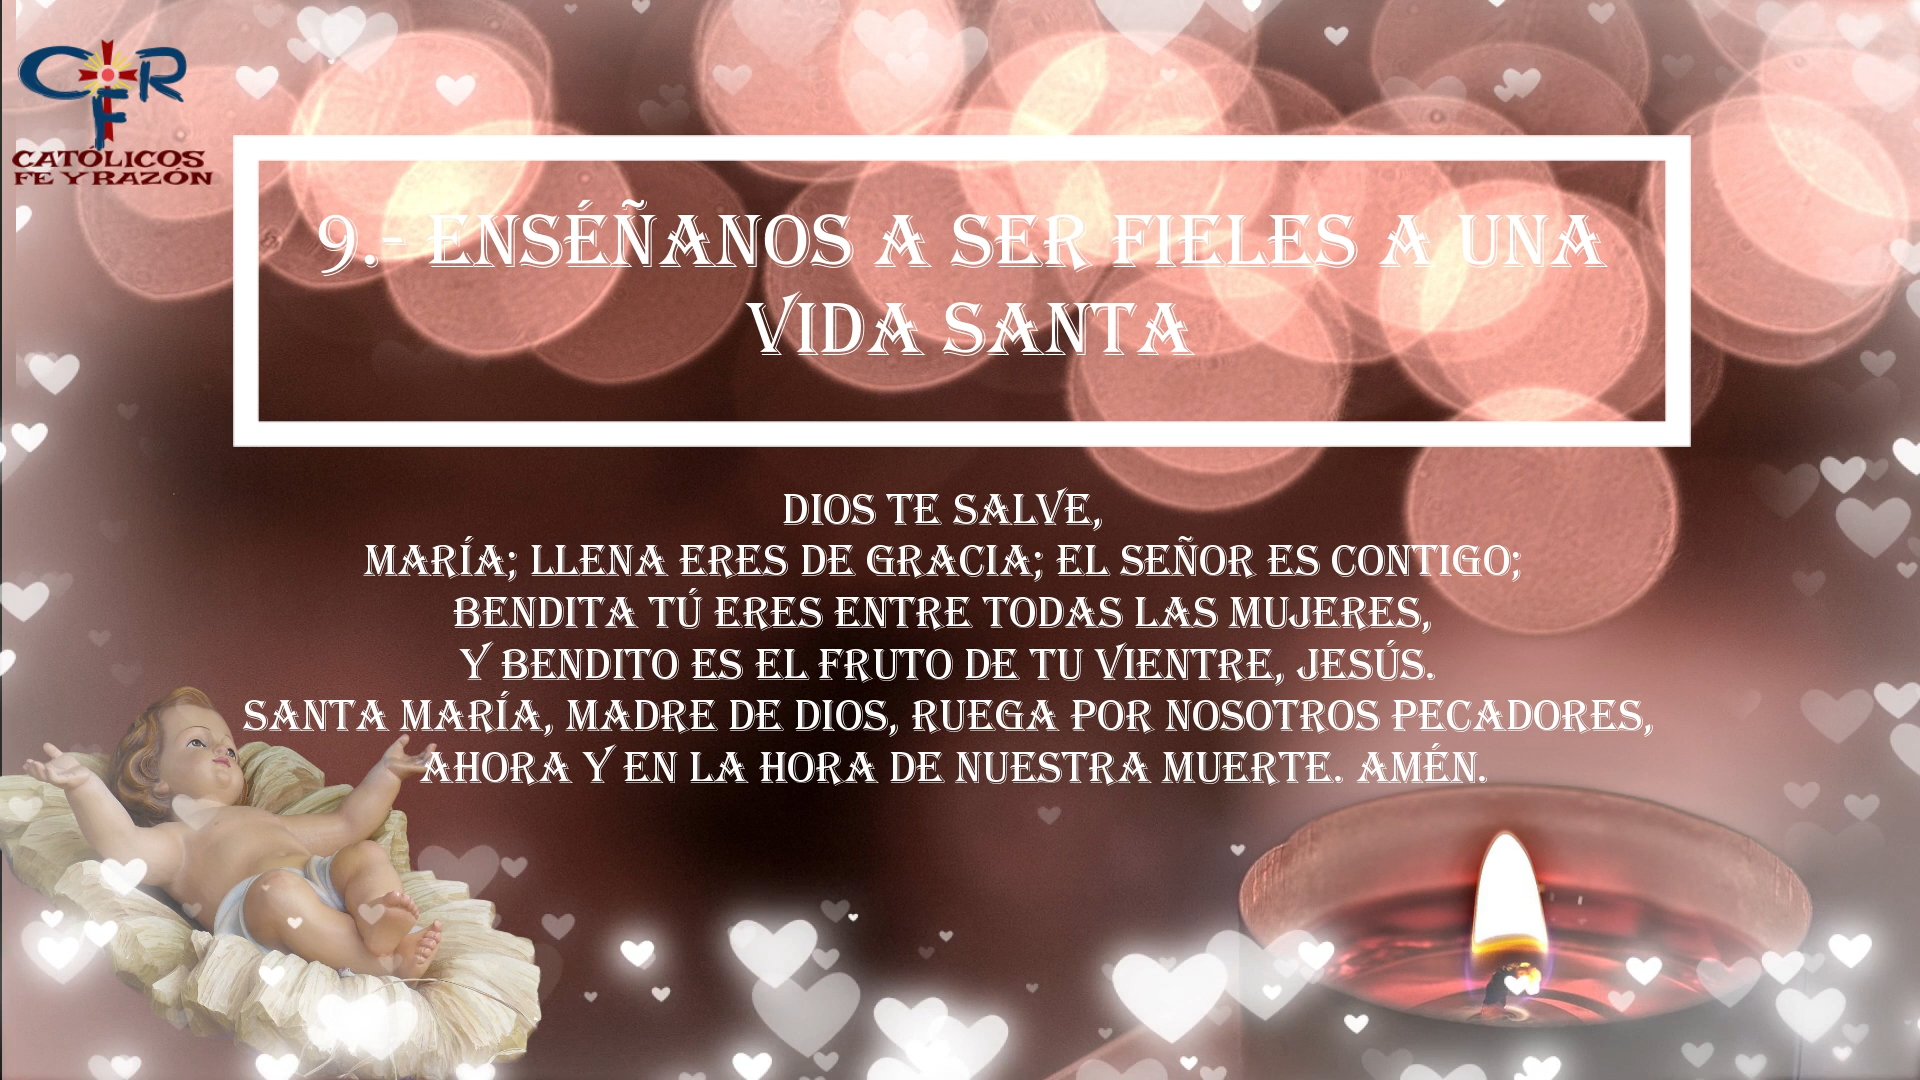 CFR
CATÓLICOS
FE Y RAZÓN
9.- ENSÉÑANOS A SER FIELES A UNA
VIDA SANTA
DIOS TE SALVE,
MARÍA; LLENA ERES DE GRACIA; EL SEÑOR ES CONTIGO;
BENDITA TÚ ERES ENTRE TODAS LAS MUJERES,
Y BENDITO ES EL FRUTO DE TU VIENTRE, JESÚS.
SANTA MARÍA, MADRE DE DIOS, RUEGA POR NOSOTROS PECADORES,
AHORA Y EN LA HORA DE NUESTRA MUERTE. AMÉN.